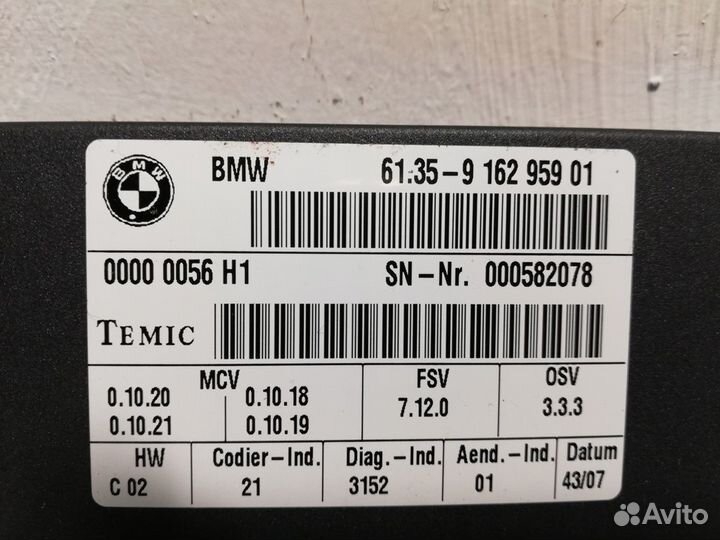 BMW
BMW 61.35-9 162 959 01
0000 0056 H1 SN-Nr. 000582078
TEMIC
MCV FSV OSV
0.10.20 0.10.18 7.12.0 3.3.3
0.10.21 0.10.19
HW Codier-Ind. Diag.-Ind. Aend.-Ind. Datum
C 02 21 3152 01 43/07
Avito